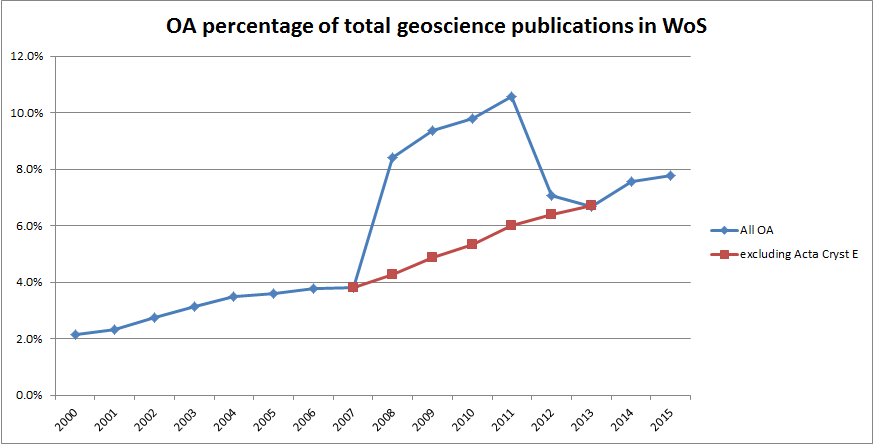 OA percentage of total geoscience publications in WoS
12.0%
10.0%
8.0%
6.0%
4.0%
2.0%
0.0%
2000 2001 2002 2003 2004 2005 2006 2007 2008 2009 2010 2011 2012 2013 2014 2015
All OA
excluding Acta Cryst E